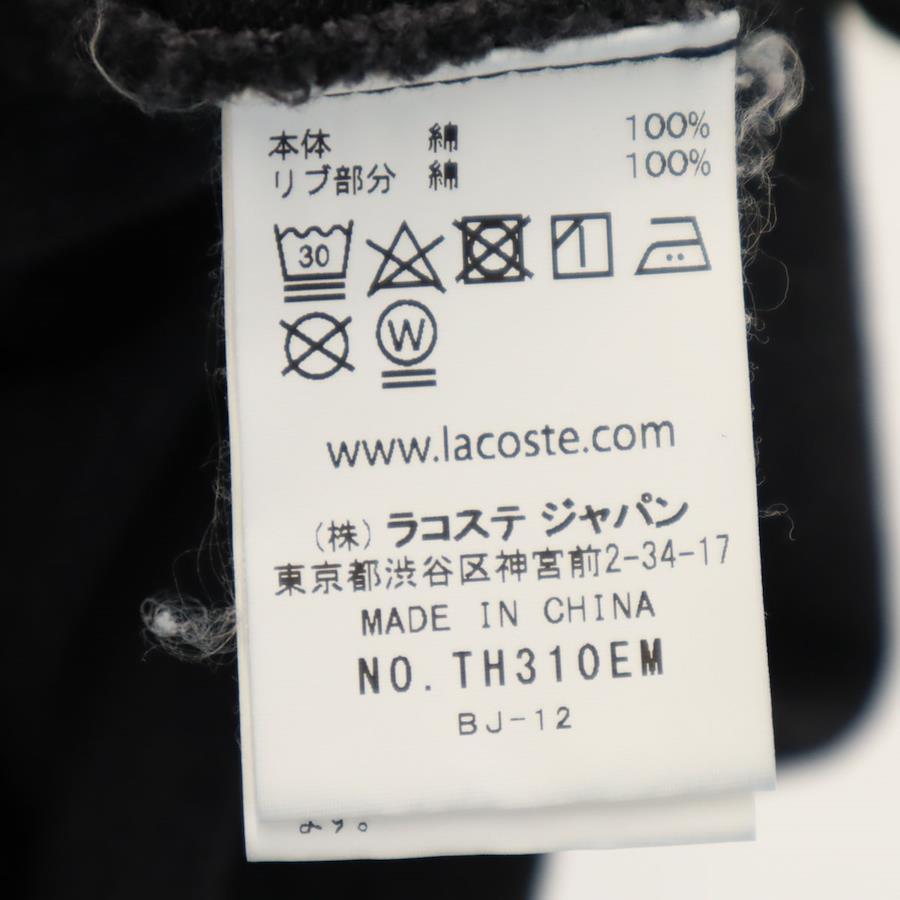 本体 綿 100%
リブ部分 綿 100%
30
W
www.lacoste.com
(株) ラコステ ジャパン
東京都渋谷区神宮前2-34-17
MADE IN CHINA
NO.TH310EM
BJ-12
ます。